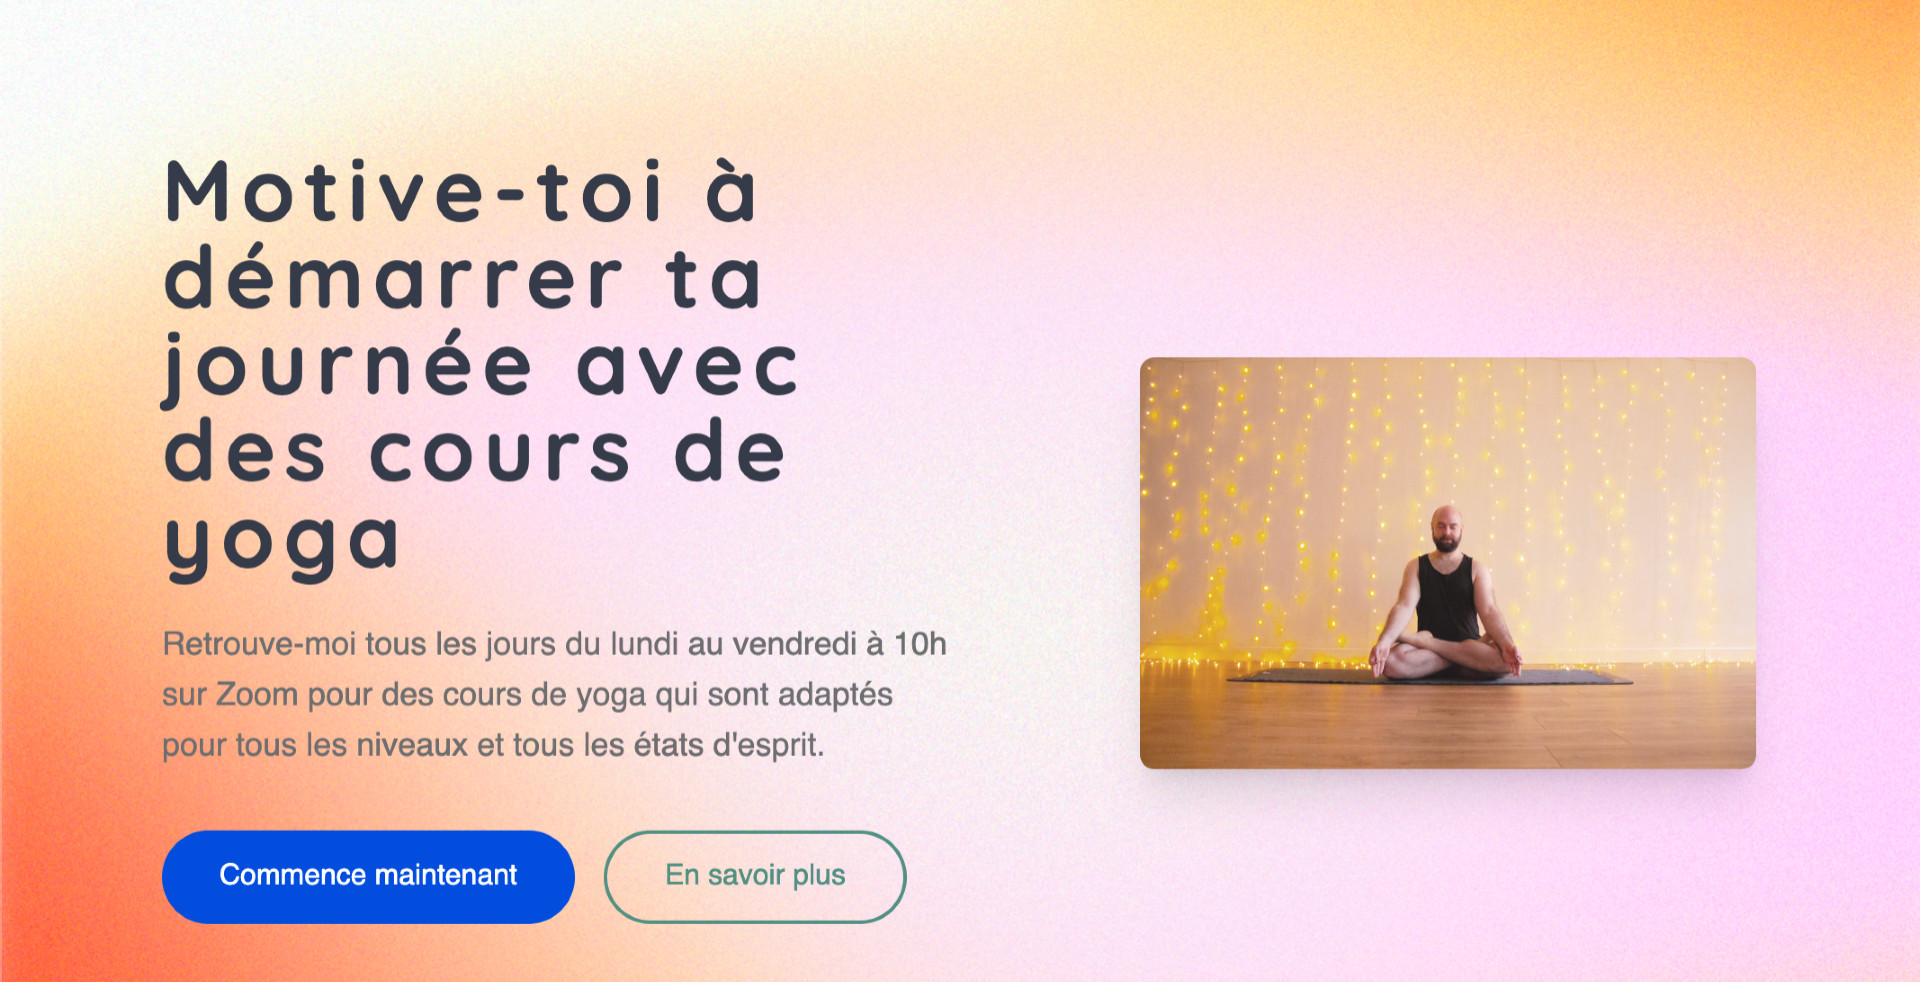 Motive-toi à
démarrer ta
journée avec
des cours de
yoga
Retrouve-moi tous les jours du lundi au vendredi à 10h
sur Zoom pour des cours de yoga qui sont adaptés
pour tous les niveaux et tous les états d'esprit.
Commence maintenant
En savoir plus